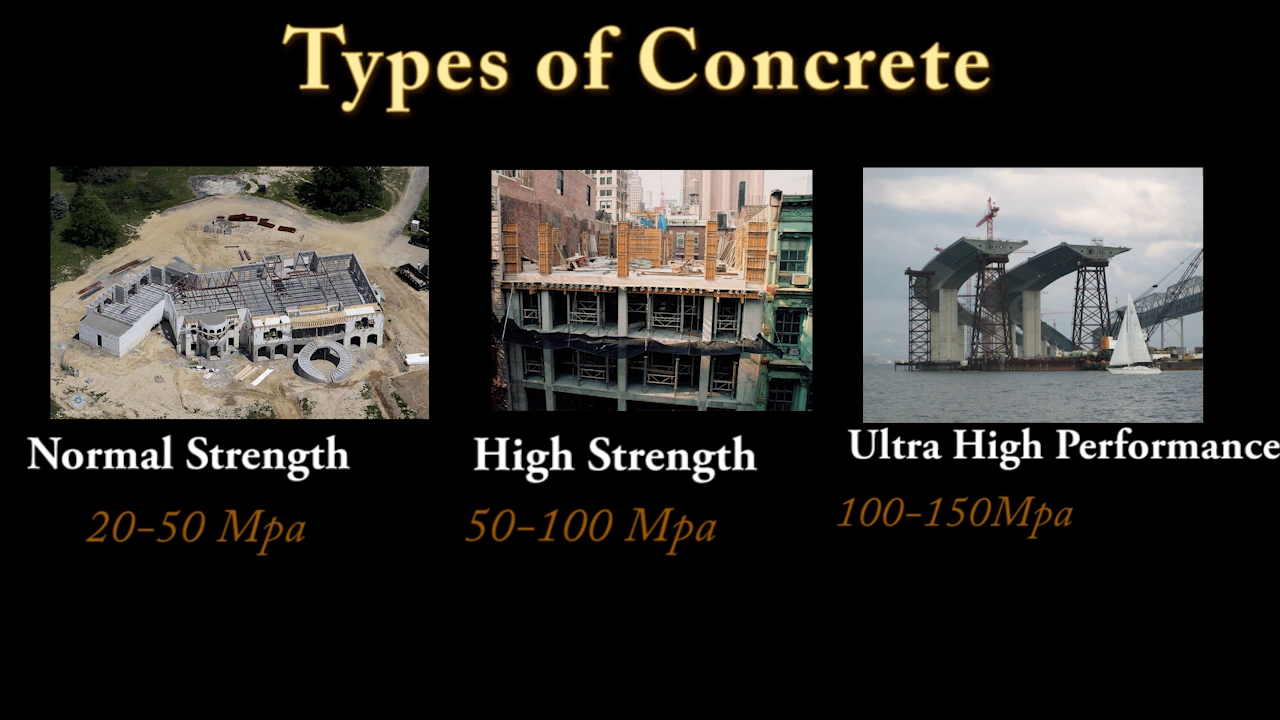 Types of Concrete
Normal Strength
20-50 Mpa
High Strength
50-100 Mpa
Ultra High Performance
100-150Mpa